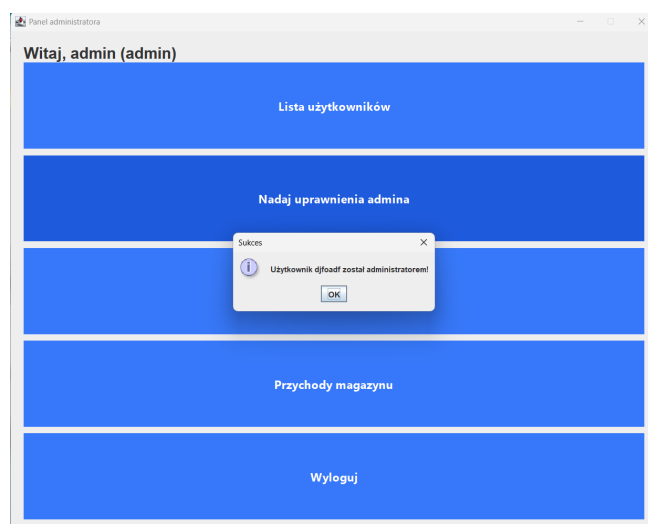 Panel administratora
Witaj, admin (admin)
Lista użytkowników
Nadaj uprawnienia admina
Sukces
Użytkownik djfoadf został administratorem!
OK
Przychody magazynu
Wyloguj